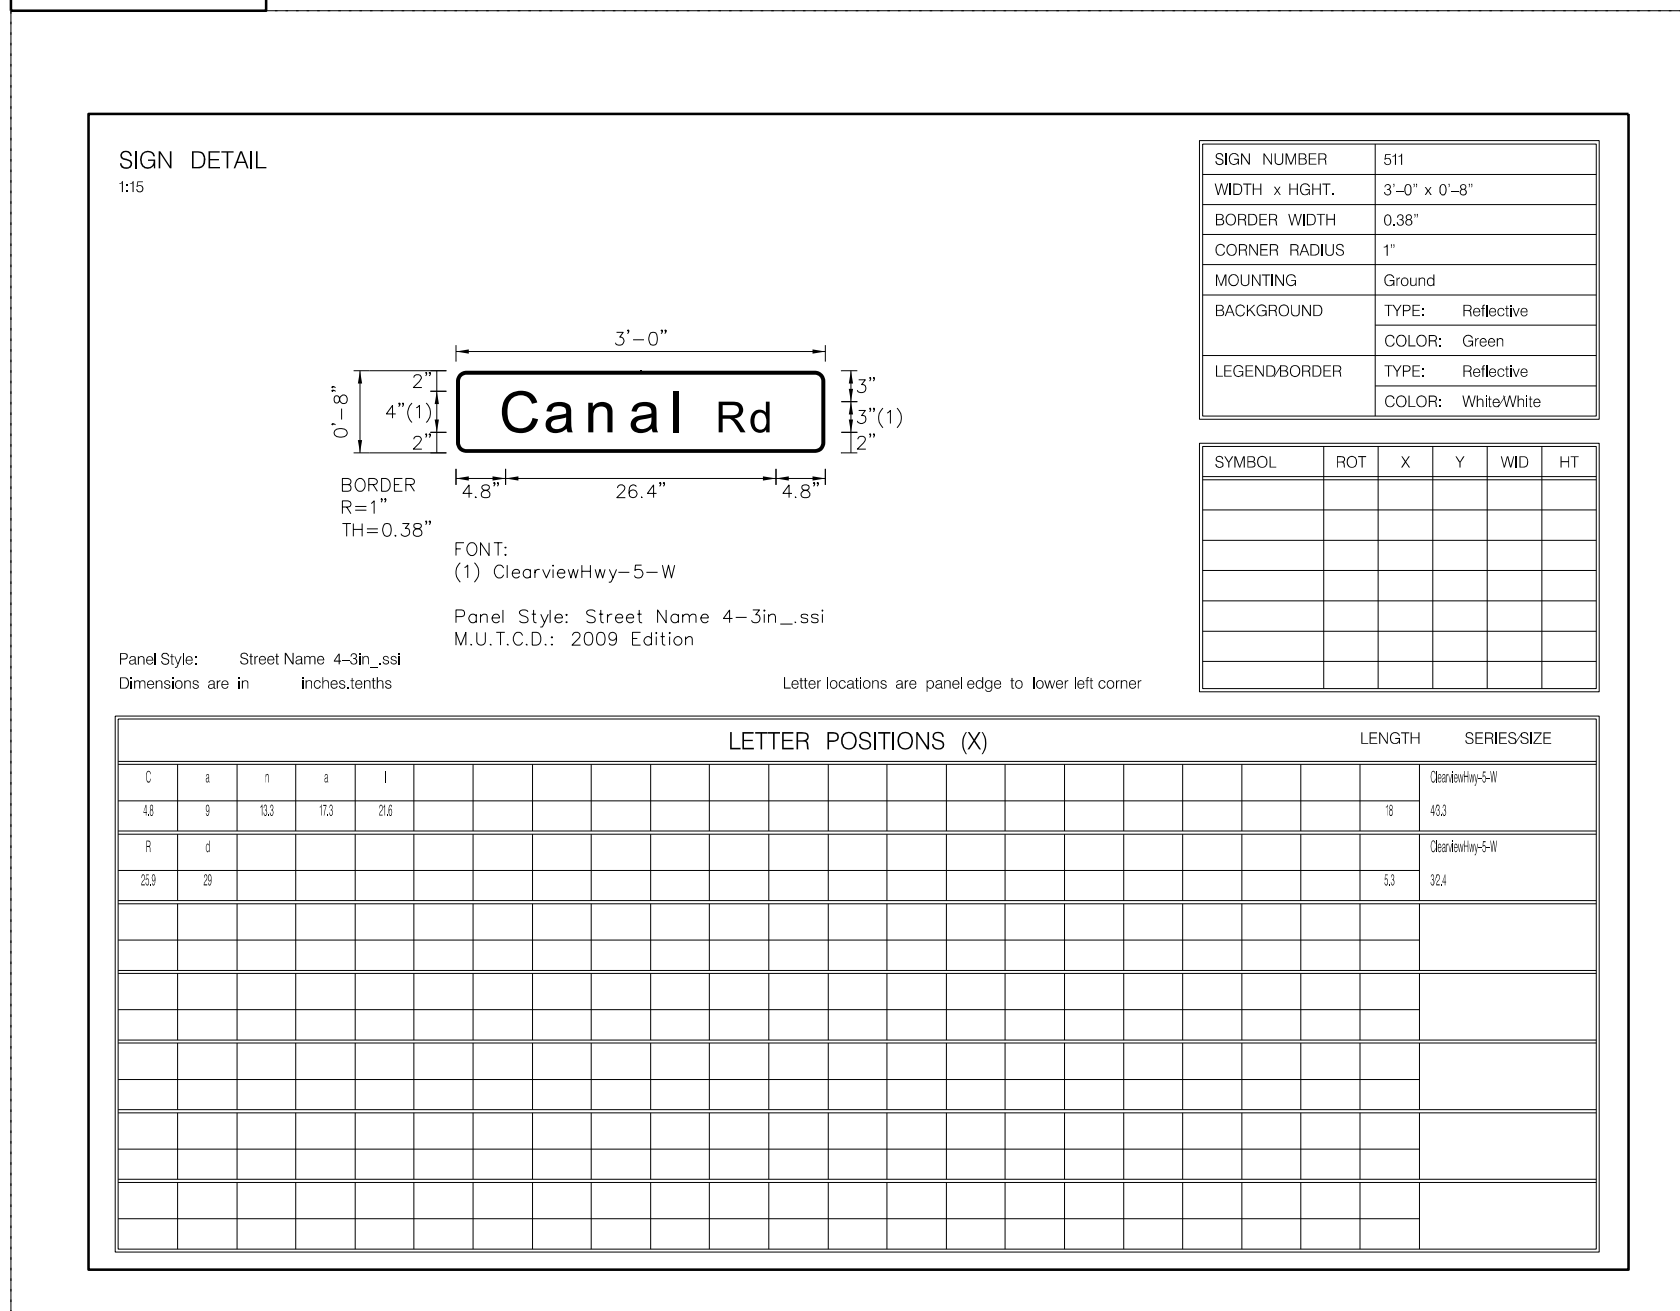 SIGN DETAIL
1:15
SIGN NUMBER 511
WIDTH x HGHT. 3'–0" x 0'–8"
BORDER WIDTH 0.38"
CORNER RADIUS 1"
MOUNTING Ground
BACKGROUND TYPE: Reflective
COLOR: Green
LEGEND/BORDER TYPE: Reflective
COLOR: White/White
3'–0"
0'–8"
2"
4"(1)
2"
Canal Rd
3"
3"(1)
2"
4.8" 26.4" 4.8"
BORDER
R=1"
TH=0.38"
FONT:
(1) ClearviewHwy–5–W
Panel Style: Street Name 4–3in_.ssi
M.U.T.C.D.: 2009 Edition
SYMBOL ROT X Y WID HT
Panel Style: Street Name 4–3in_.ssi
Dimensions are in inches.tenths
Letter locations are panel edge to lower left corner
LETTER POSITIONS (X) LENGTH SERIES/SIZE
C a n a l ClearviewHwy-5-W
4.8 9 13.3 17.3 21.6 18 4/3.3
R d ClearviewHwy-5-W
25.9 29 5.3 3/2.4